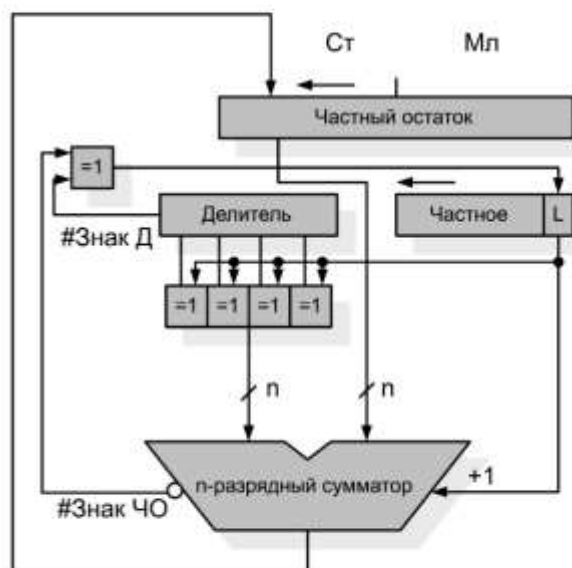 Ст Мл
Частный остаток
=1
Делитель
Частное L
#Знак Д
=1 =1 =1 =1
n n
n-разрядный сумматор
+1
#Знак ЧО